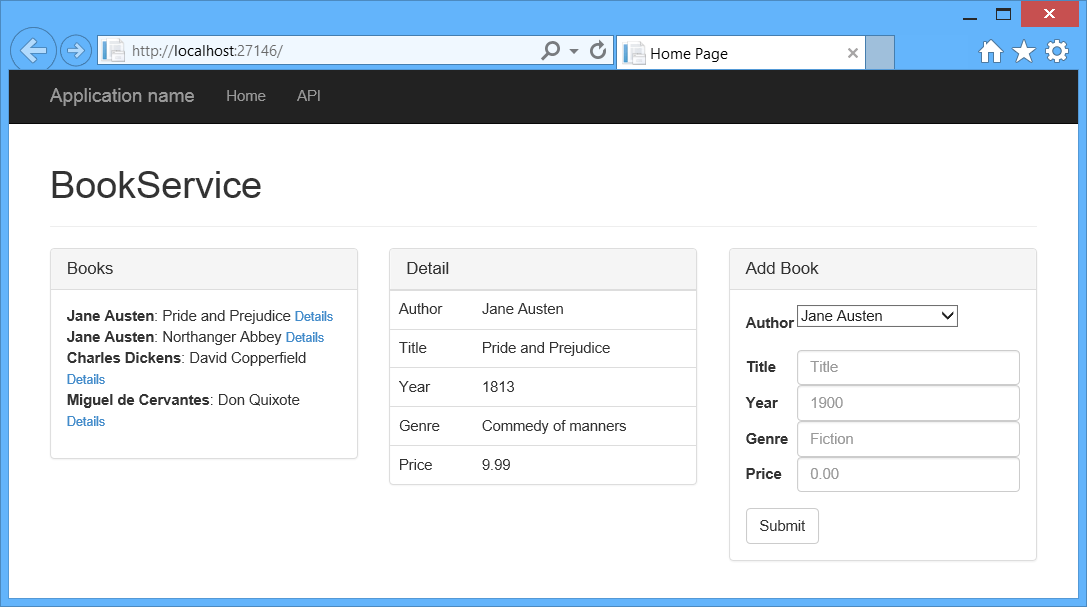 http://localhost:27146/
Home Page
Application name Home API
BookService
Books
Jane Austen: Pride and Prejudice Details
Jane Austen: Northanger Abbey Details
Charles Dickens: David Copperfield
Details
Miguel de Cervantes: Don Quixote
Details
Detail
Author Jane Austen
Title Pride and Prejudice
Year 1813
Genre Commedy of manners
Price 9.99
Add Book
Author Jane Austen
Title Title
Year 1900
Genre Fiction
Price 0.00
Submit